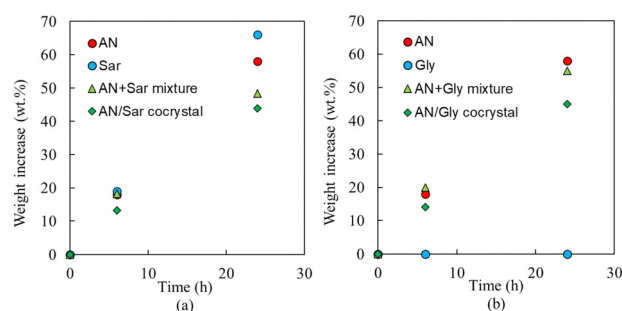 70
60
50
40
30
20
10
0
Weight increase (wt.%)
AN
Sar
AN+Sar mixture
AN/Sar cocrystal
0 10 20 30
Time (h)
(a)
70
60
50
40
30
20
10
0
Weight increase (wt.%)
AN
Gly
AN+Gly mixture
AN/Gly cocrystal
0 10 20 30
Time (h)
(b)